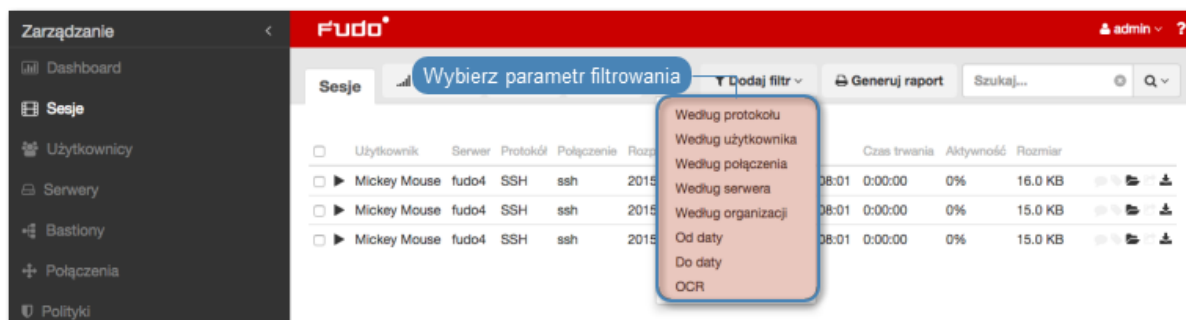 Zarządzanie
FUDO
admin
?
Dashboard
Sesje
Użytkownicy
Serwery
Bastiony
Połączenia
Polityki
Sesje
Wybierz parametr filtrowania
Dodaj filtr
Generuj raport
Szukaj...
Według protokołu
Według użytkownika
Według połączenia
Według serwera
Według organizacji
Od daty
Do daty
OCR
Użytkownik Serwer Protokół Połączenie Czas trwania Aktywność Rozmiar
Mickey Mouse fudo4 SSH ssh 2015 08:01 0:00:00 0% 16.0 KB
Mickey Mouse fudo4 SSH ssh 2015 08:01 0:00:00 0% 15.0 KB
Mickey Mouse fudo4 SSH ssh 2015 08:01 0:00:00 0% 15.0 KB